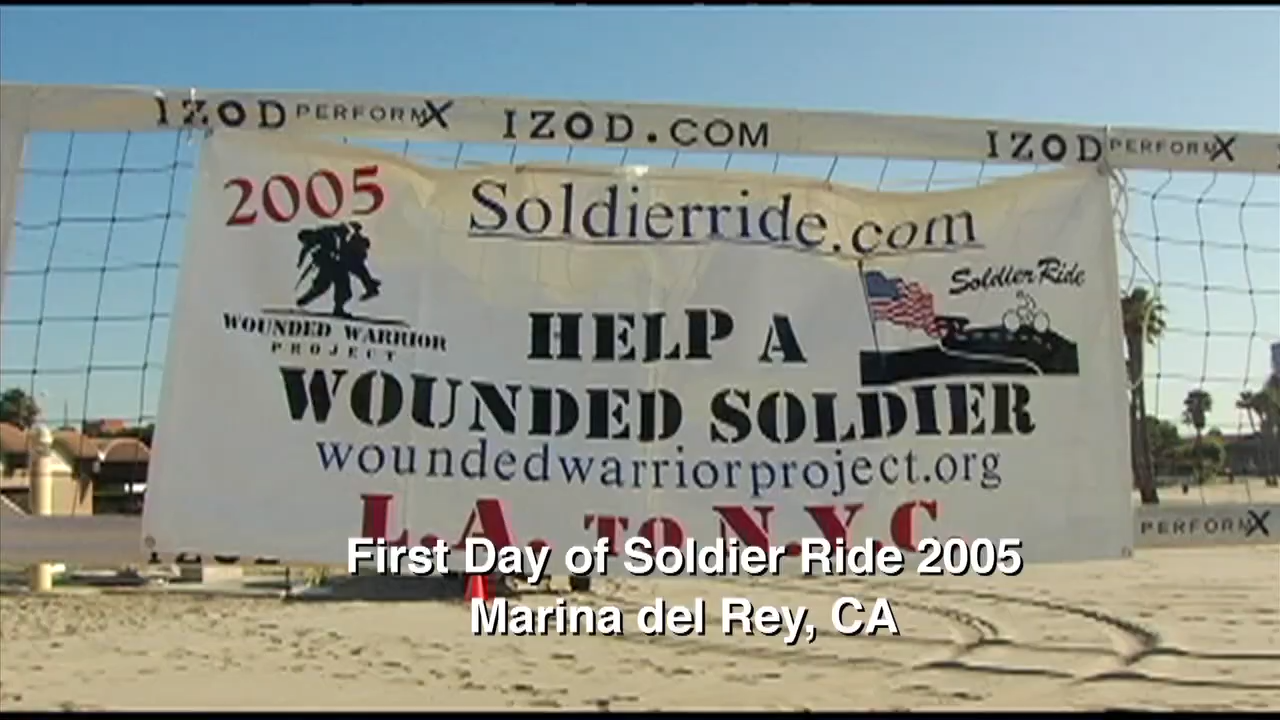 IZOD PERFORMX IZOD.COM IZOD PERFORMX
2005
Soldierride.com
WOUNDED WARRIOR
PROJECT
Soldier Ride
HELP A
WOUNDED SOLDIER
woundedwarriorproject.org
L.A. TO N.Y.C
PERFORMX
First Day of Soldier Ride 2005
Marina del Rey, CA